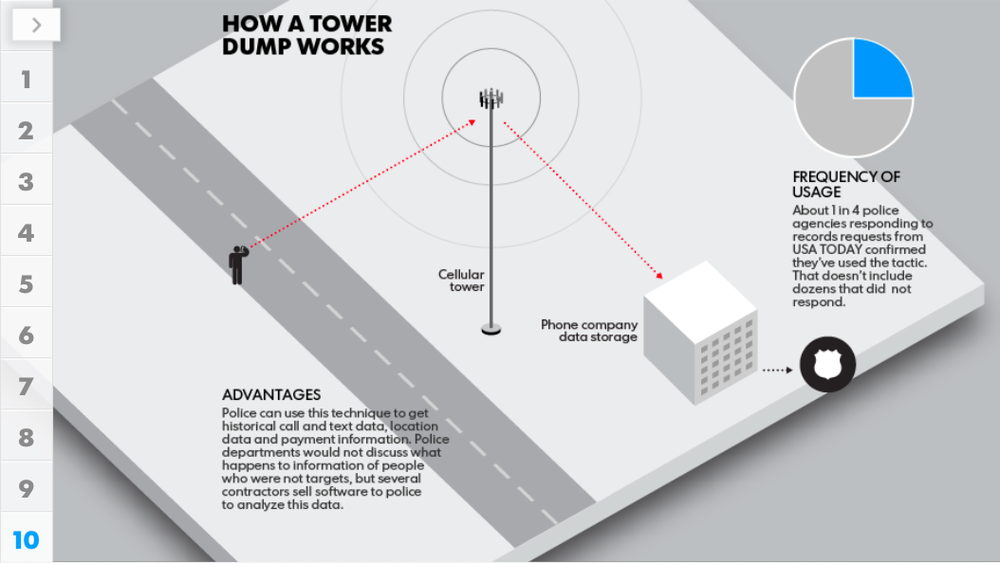 HOW A TOWER
DUMP WORKS
1
2
3
4
5
6
7
8
9
10
Cellular
tower
Phone company
data storage
FREQUENCY OF
USAGE
About 1 in 4 police
agencies responding to
records requests from
USA TODAY confirmed
they've used the tactic.
That doesn't include
dozens that did not
respond.
ADVANTAGES
Police can use this technique to get
historical call and text data, location
data and payment information. Police
departments would not discuss what
happens to information of people
who were not targets, but several
contractors sell software to police
to analyze this data.